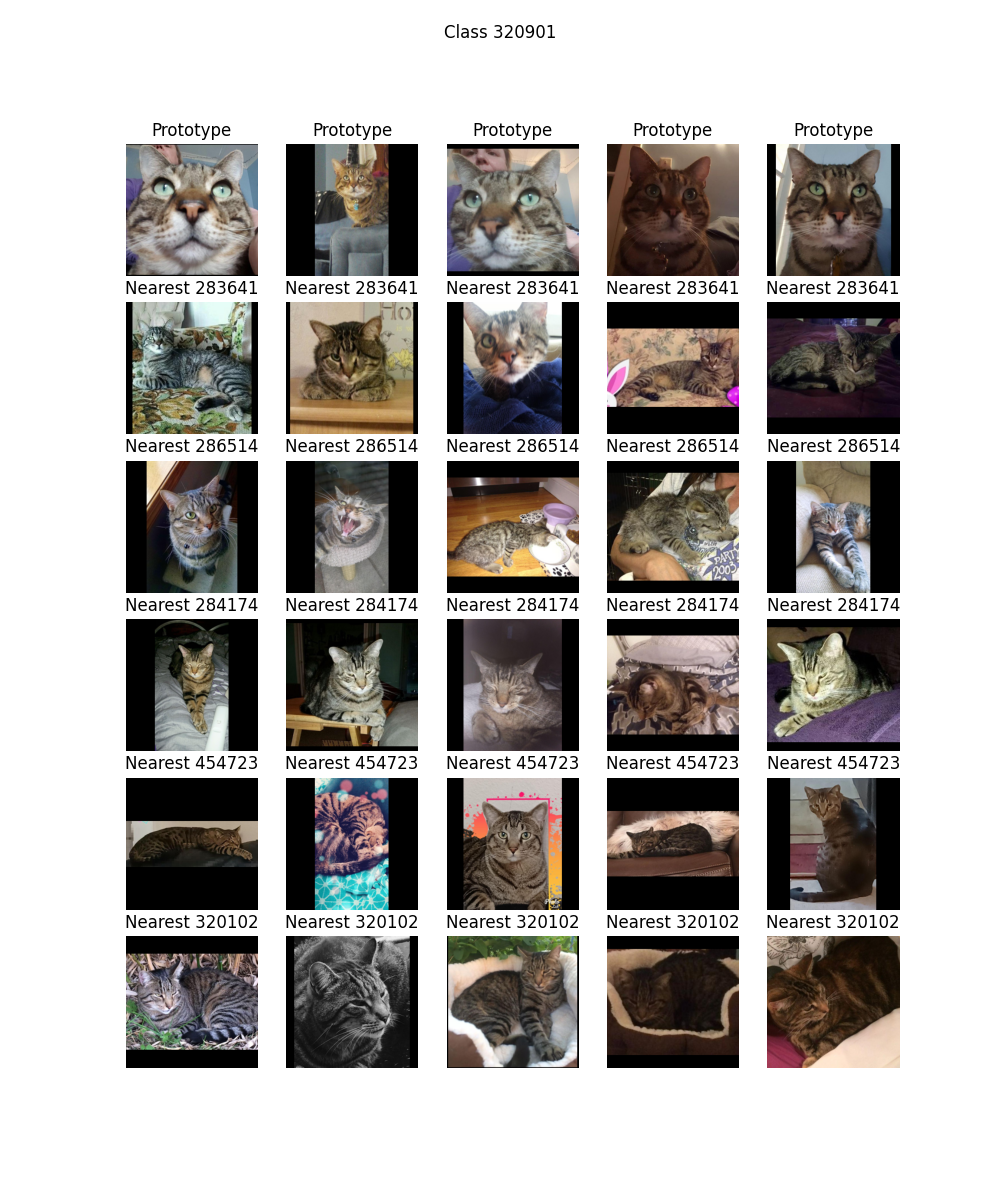 Class 320901
Prototype Prototype Prototype Prototype Prototype
Nearest 283641 Nearest 283641 Nearest 283641 Nearest 283641 Nearest 283641
Ho
Nearest 286514 Nearest 286514 Nearest 286514 Nearest 286514 Nearest 286514
PARTY
2003
Nearest 284174 Nearest 284174 Nearest 284174 Nearest 284174 Nearest 284174
Nearest 454723 Nearest 454723 Nearest 454723 Nearest 454723 Nearest 454723
Nearest 320102 Nearest 320102 Nearest 320102 Nearest 320102 Nearest 320102